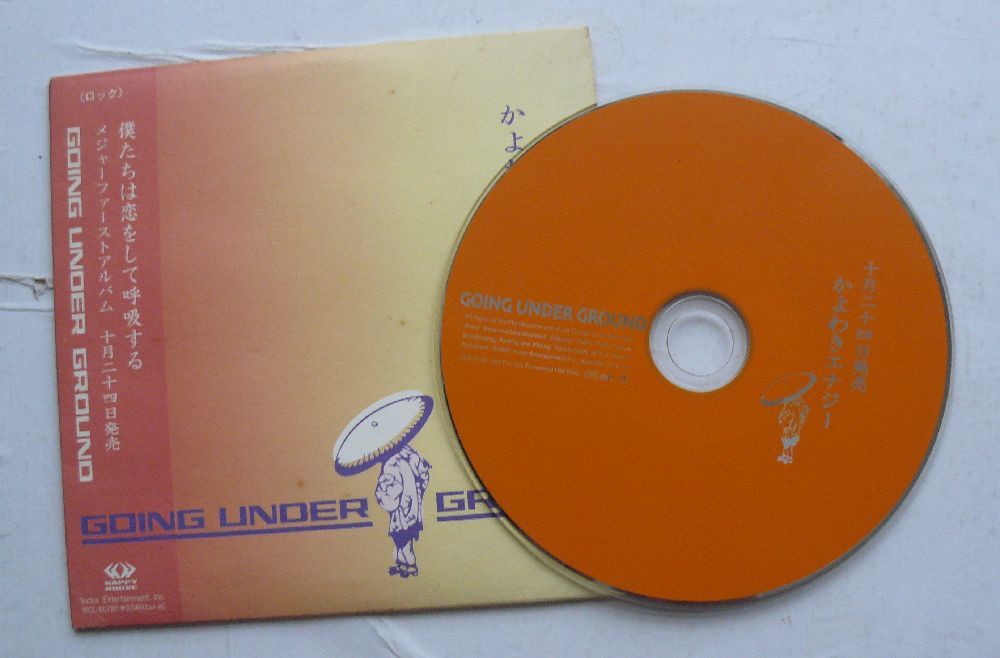 (ロック)
僕たちは恋をして呼吸する
メジャーファーストアルバム 十月二十四日発売
GOING UNDER GROUND
HAPPY HOUSE
Victor Entertainment, Inc.
かよ
GOING UNDER GR
GOING UNDER GROUND
十月二十四日発売
かよわきエナジー